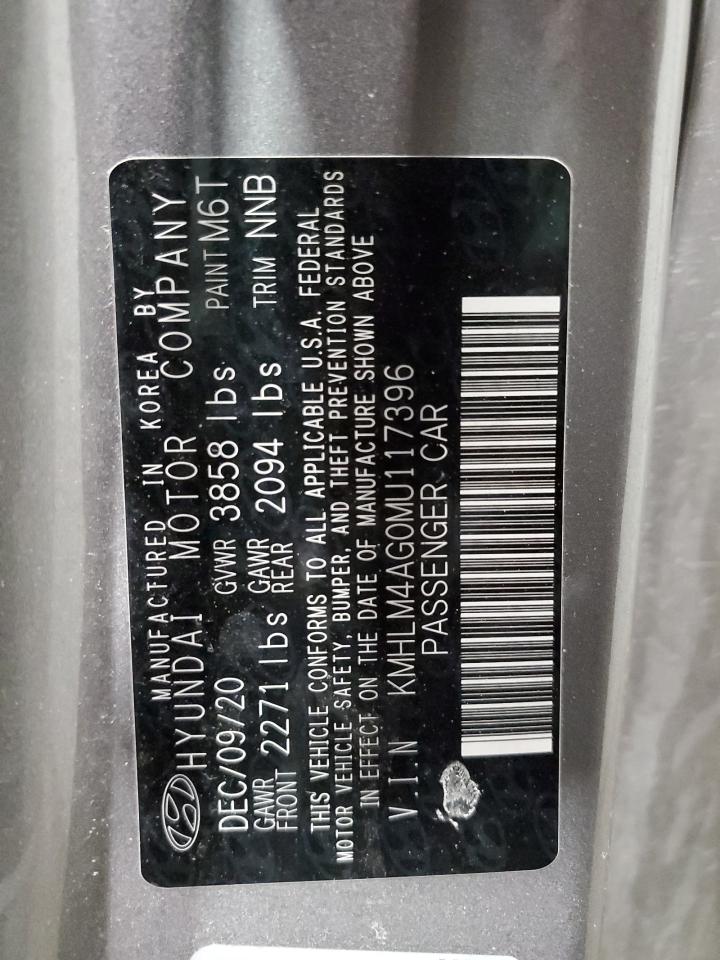 MANUFACTURED IN KOREA BY
HYUNDAI MOTOR COMPANY
DEC/09/20 GVWR 3858 lbs PAINT M6T
GAWR FRONT 2271 lbs GAWR REAR 2094 lbs TRIM NNB
THIS VEHICLE CONFORMS TO ALL APPLICABLE U.S.A. FEDERAL
MOTOR VEHICLE SAFETY, BUMPER, AND THEFT PREVENTION STANDARDS
IN EFFECT ON THE DATE OF MANUFACTURE SHOWN ABOVE
V.I.N KMHLM4AG0MU117396
PASSENGER CAR